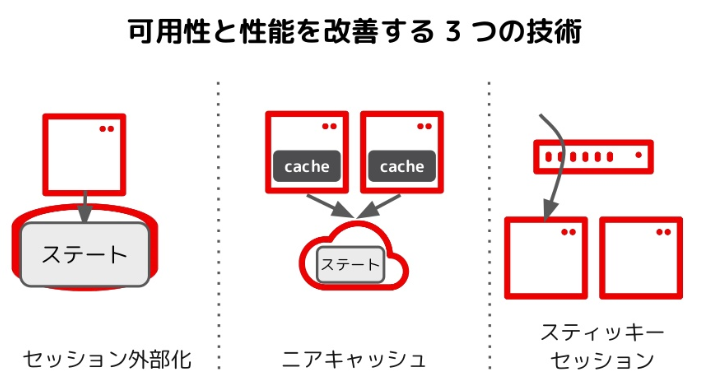 可用性と性能を改善する 3 つの技術
ステート
セッション外部化
cache
cache
ステート
ニアキャッシュ
スティッキー
セッション